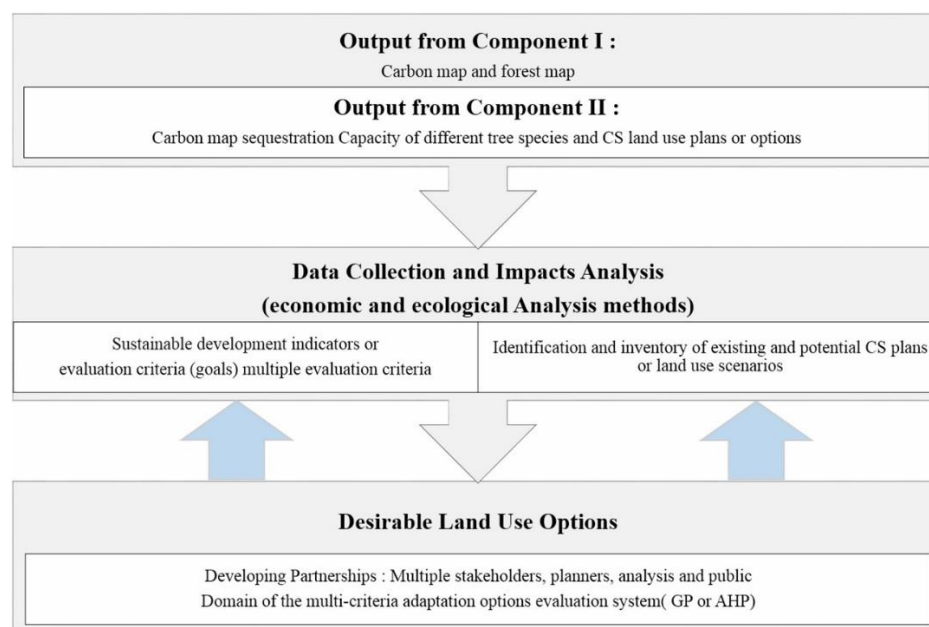 Output from Component I :
Carbon map and forest map
Output from Component II :
Carbon map sequestration Capacity of different tree species and CS land use plans or options
Data Collection and Impacts Analysis
(economic and ecological Analysis methods)
Sustainable development indicators or
evaluation criteria (goals) multiple evaluation criteria
Identification and inventory of existing and potential CS plans
or land use scenarios
Desirable Land Use Options
Developing Partnerships : Multiple stakeholders, planners, analysis and public
Domain of the multi-criteria adaptation options evaluation system( GP or AHP)